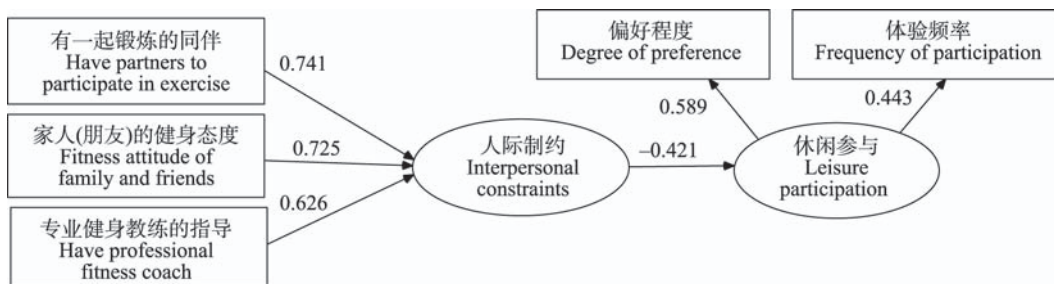 有一起锻炼的同伴
Have partners to
participate in exercise
0.741
家人(朋友)的健身态度
Fitness attitude of
family and friends
0.725
专业健身教练的指导
Have professional
fitness coach
0.626
人际制约
Interpersonal
constraints
–0.421
休闲参与
Leisure
participation
偏好程度
Degree of preference
0.589
体验频率
Frequency of participation
0.443